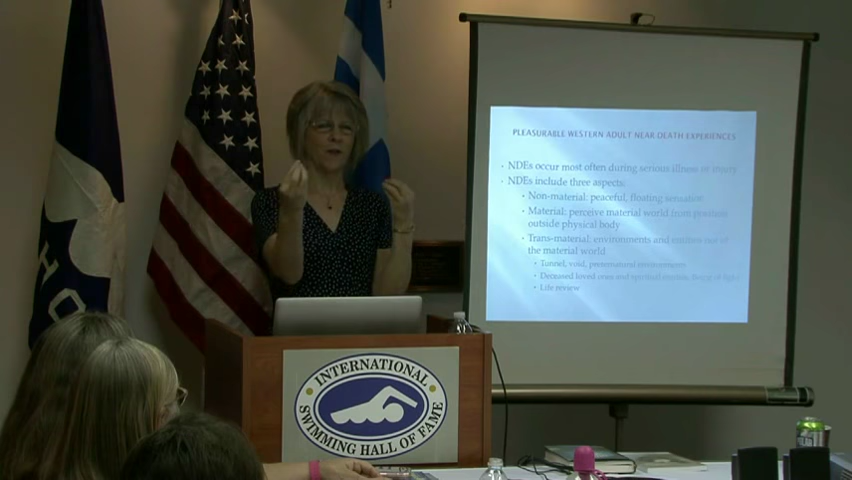 PLEASURABLE WESTERN ADULT NEAR DEATH EXPERIENCES
• NDEs occur most often during serious illness or injury
• NDEs include three aspects:
• Non-material: peaceful, floating sensation
• Material: perceive material world from position
outside physical body
• Trans-material: environments and entities not of
the material world
• Tunnel, void, preternatural environments
• Deceased loved ones and spiritual entities (Being of light)
• Life review
HO
INTERNATIONAL
SWIMMING HALL OF FAME